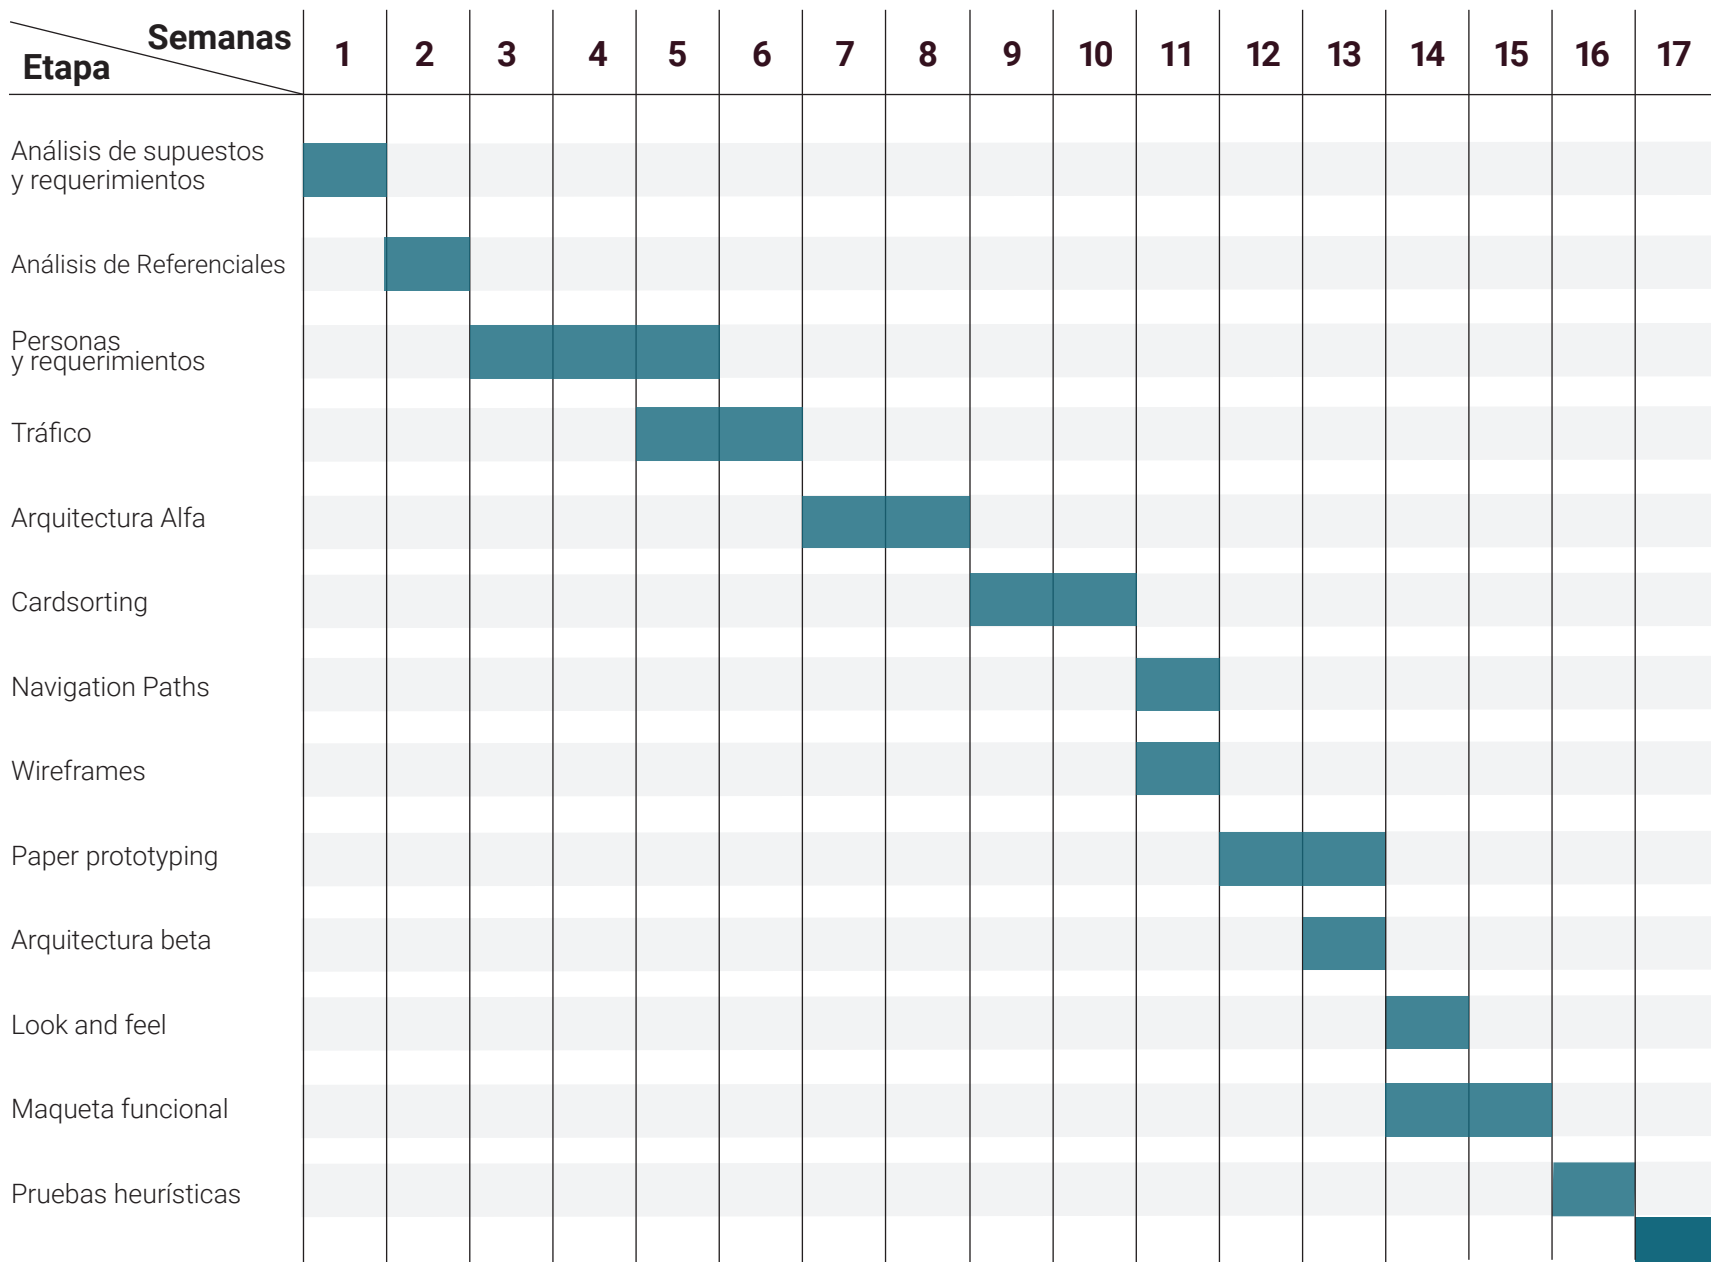 Semanas
Etapa
1 2 3 4 5 6 7 8 9 10 11 12 13 14 15 16 17
Análisis de supuestos
y requerimientos
Análisis de Referenciales
Personas
y requerimientos
Tráfico
Arquitectura Alfa
Cardsorting
Navigation Paths
Wireframes
Paper prototyping
Arquitectura beta
Look and feel
Maqueta funcional
Pruebas heurísticas